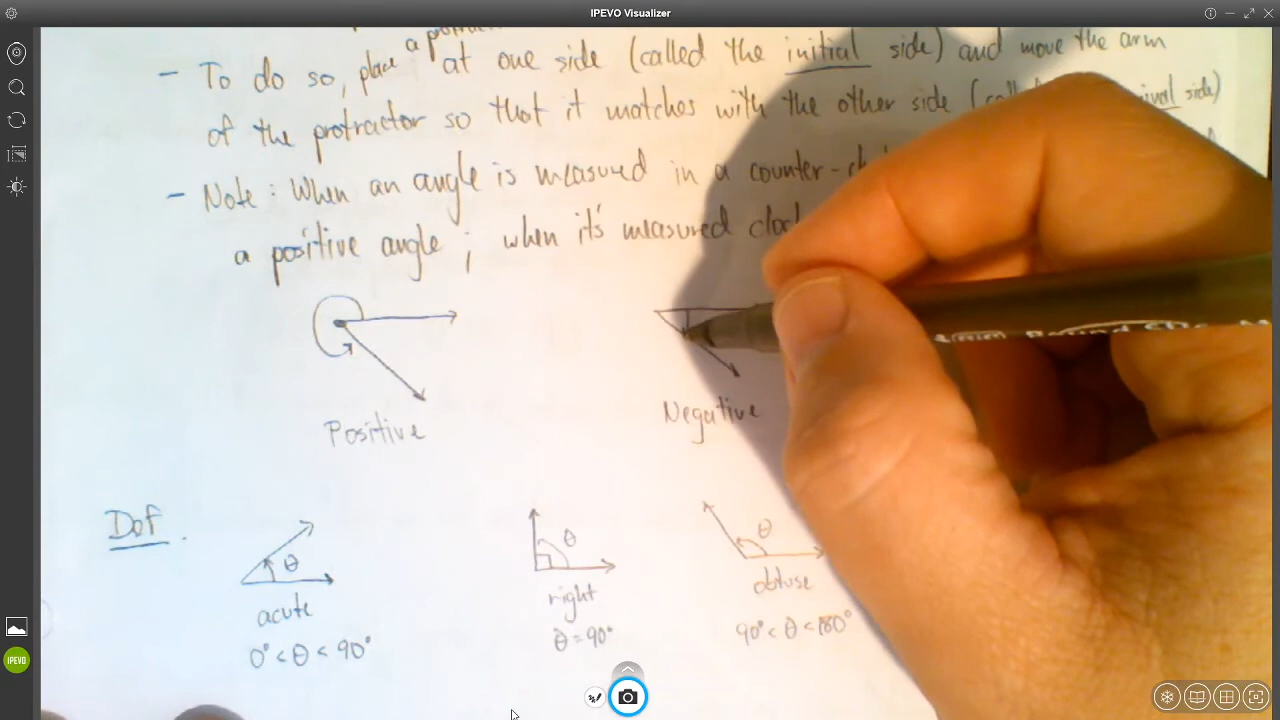 IPEVO Visualizer
a
- To do so, place at one side (called the initial side) and move the arm
of the protractor so that it matches with the other side side)
- Note: When an angle is measured in a counter-
a positive angle; when it's measured
Positive
Negative
Def.
θ
θ
θ
acute
right
obtuse
0° < θ < 90°
θ = 90°
90° < θ < 180°
IPEVO